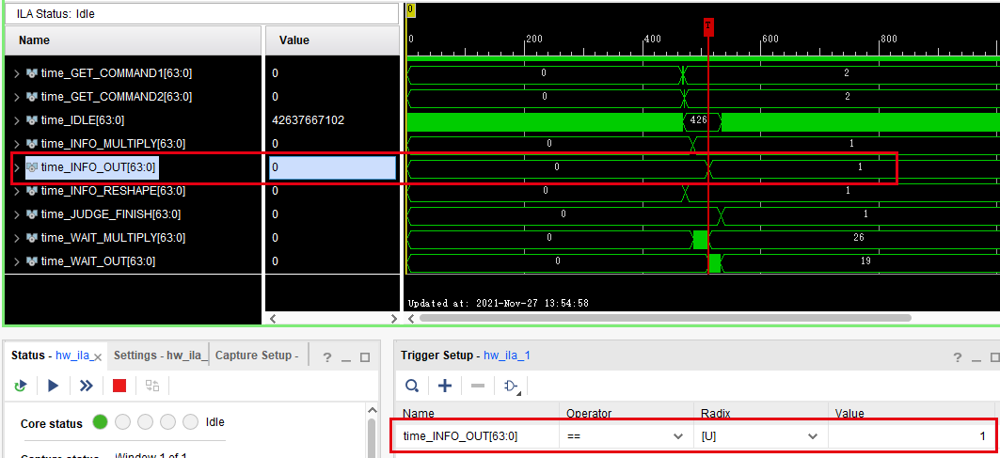 ILA Status: Idle
Name Value
0
0 200 400 600 800
T
time_GET_COMMAND1[63:0] 0 0 2
time_GET_COMMAND2[63:0] 0 0 2
time_IDLE[63:0] 42637667102 426
time_INFO_MULTIPLY[63:0] 0 0 1
time_INFO_OUT[63:0] 0 0 1
time_INFO_RESHAPE[63:0] 0 0 1
time_JUDGE_FINISH[63:0] 0 0 1
time_WAIT_MULTIPLY[63:0] 0 0 26
time_WAIT_OUT[63:0] 0 0 19
Updated at: 2021-Nov-27 13:54:58
Status - hw_ila_ Settings - hw_ila_ Capture Setup -
Core status Idle
Capture status Window 1 of 1
Trigger Setup - hw_ila_1
Name Operator Radix Value
time_INFO_OUT[63:0] == [U] 1